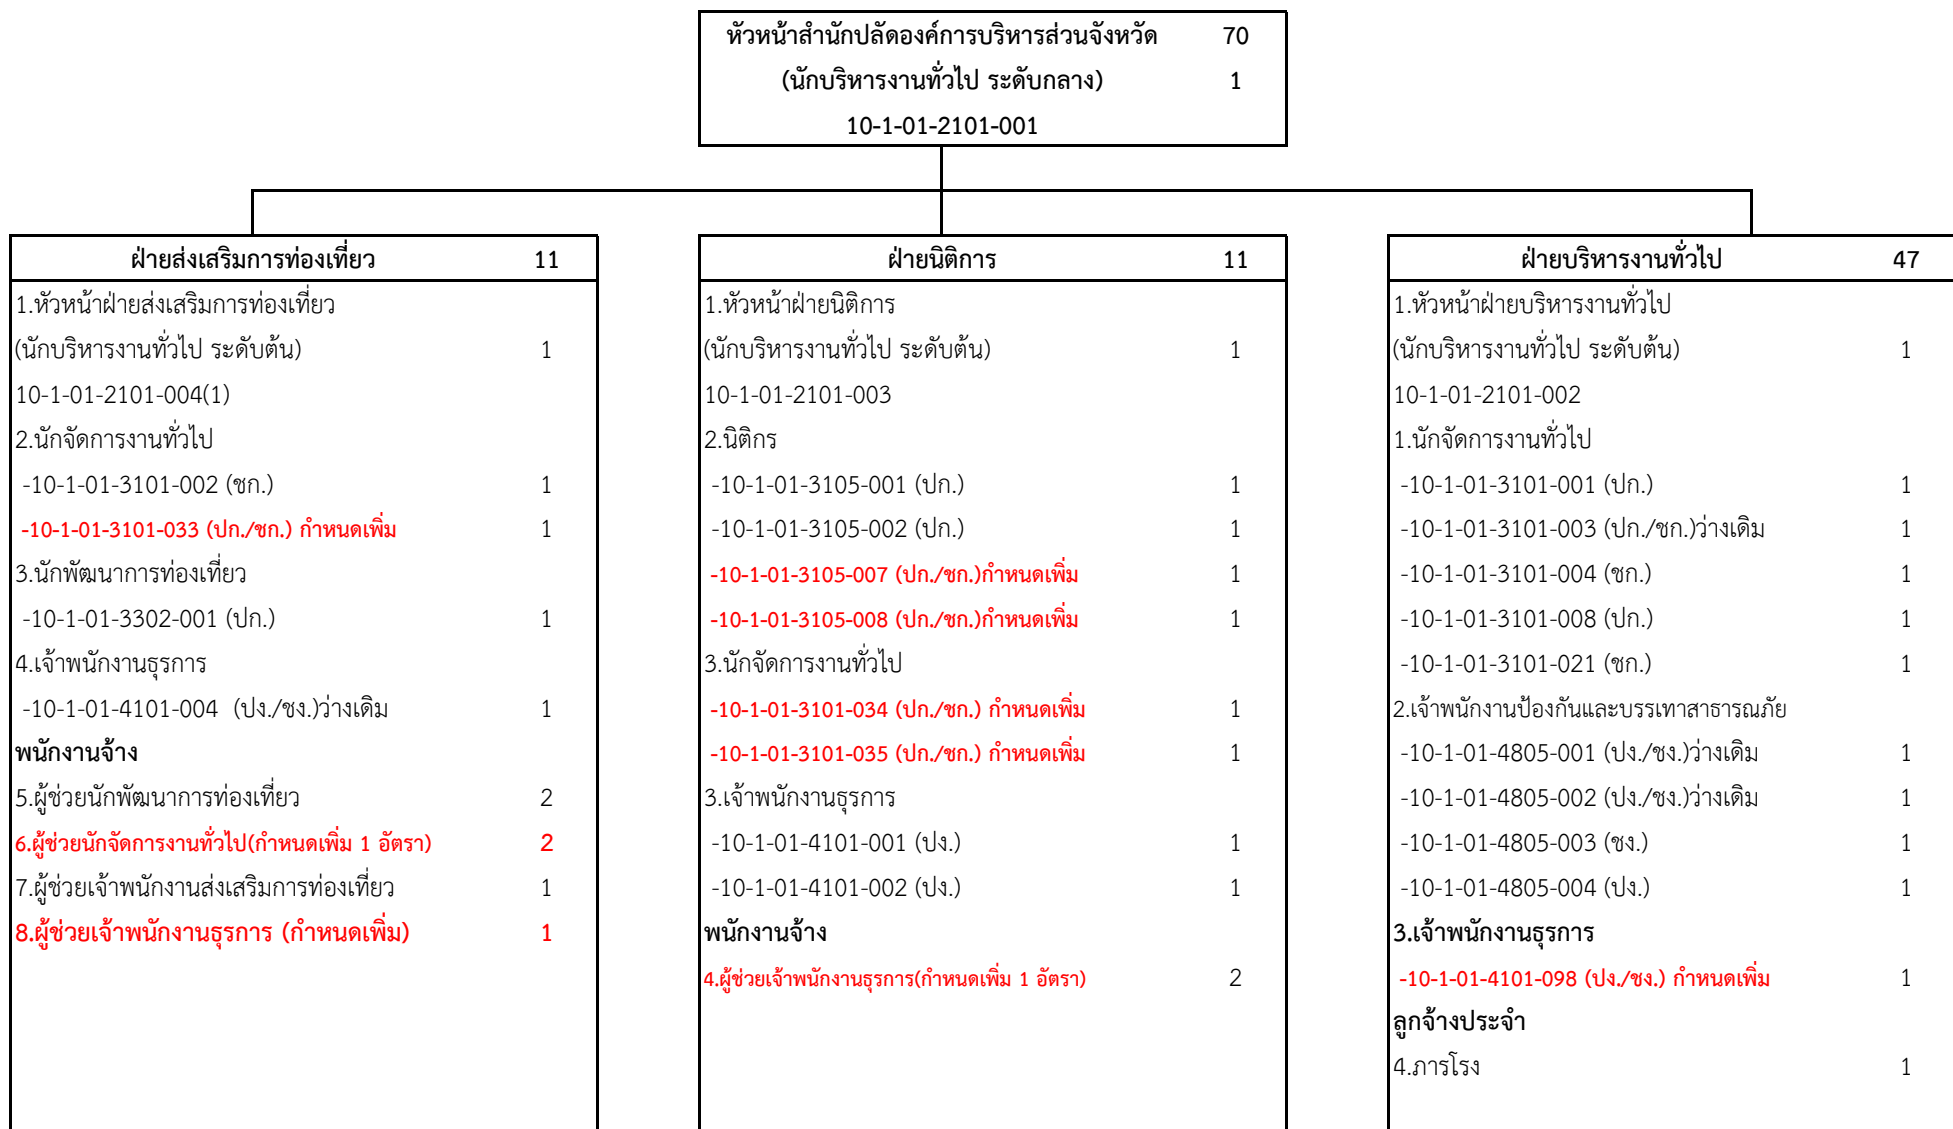 หัวหน้าสำนักปลัดองค์การบริหารส่วนจังหวัด 70
(นักบริหารงานทั่วไป ระดับกลาง) 1
10-1-01-2101-001
ฝ่ายส่งเสริมการท่องเที่ยว 11
1.หัวหน้าฝ่ายส่งเสริมการท่องเที่ยว
(นักบริหารงานทั่วไป ระดับต้น) 1
10-1-01-2101-004(1)
2.นักจัดการงานทั่วไป
-10-1-01-3101-002 (ชก.) 1
-10-1-01-3101-033 (ปก./ชก.) กำหนดเพิ่ม 1
3.นักพัฒนาการท่องเที่ยว
-10-1-01-3302-001 (ปก.) 1
4.เจ้าพนักงานธุรการ
-10-1-01-4101-004 (ปง./ชง.)ว่างเดิม 1
พนักงานจ้าง
5.ผู้ช่วยนักพัฒนาการท่องเที่ยว 2
6.ผู้ช่วยนักจัดการงานทั่วไป(กำหนดเพิ่ม 1 อัตรา) 2
7.ผู้ช่วยเจ้าพนักงานส่งเสริมการท่องเที่ยว 1
8.ผู้ช่วยเจ้าพนักงานธุรการ (กำหนดเพิ่ม) 1
ฝ่ายนิติการ 11
1.หัวหน้าฝ่ายนิติการ
(นักบริหารงานทั่วไป ระดับต้น) 1
10-1-01-2101-003
2.นิติกร
-10-1-01-3105-001 (ปก.) 1
-10-1-01-3105-002 (ปก.) 1
-10-1-01-3105-007 (ปก./ชก.)กำหนดเพิ่ม 1
-10-1-01-3105-008 (ปก./ชก.)กำหนดเพิ่ม 1
3.นักจัดการงานทั่วไป
-10-1-01-3101-034 (ปก./ชก.) กำหนดเพิ่ม 1
-10-1-01-3101-035 (ปก./ชก.) กำหนดเพิ่ม 1
3.เจ้าพนักงานธุรการ
-10-1-01-4101-001 (ปง.) 1
-10-1-01-4101-002 (ปง.) 1
พนักงานจ้าง
4.ผู้ช่วยเจ้าพนักงานธุรการ(กำหนดเพิ่ม 1 อัตรา) 2
ฝ่ายบริหารงานทั่วไป 47
1.หัวหน้าฝ่ายบริหารงานทั่วไป
(นักบริหารงานทั่วไป ระดับต้น) 1
10-1-01-2101-002
1.นักจัดการงานทั่วไป
-10-1-01-3101-001 (ปก.) 1
-10-1-01-3101-003 (ปก./ชก.)ว่างเดิม 1
-10-1-01-3101-004 (ชก.) 1
-10-1-01-3101-008 (ปก.) 1
-10-1-01-3101-021 (ชก.) 1
2.เจ้าพนักงานป้องกันและบรรเทาสาธารณภัย
-10-1-01-4805-001 (ปง./ชง.)ว่างเดิม 1
-10-1-01-4805-002 (ปง./ชง.)ว่างเดิม 1
-10-1-01-4805-003 (ชง.) 1
-10-1-01-4805-004 (ปง.) 1
3.เจ้าพนักงานธุรการ
-10-1-01-4101-098 (ปง./ชง.) กำหนดเพิ่ม 1
ลูกจ้างประจำ
4.ภารโรง 1